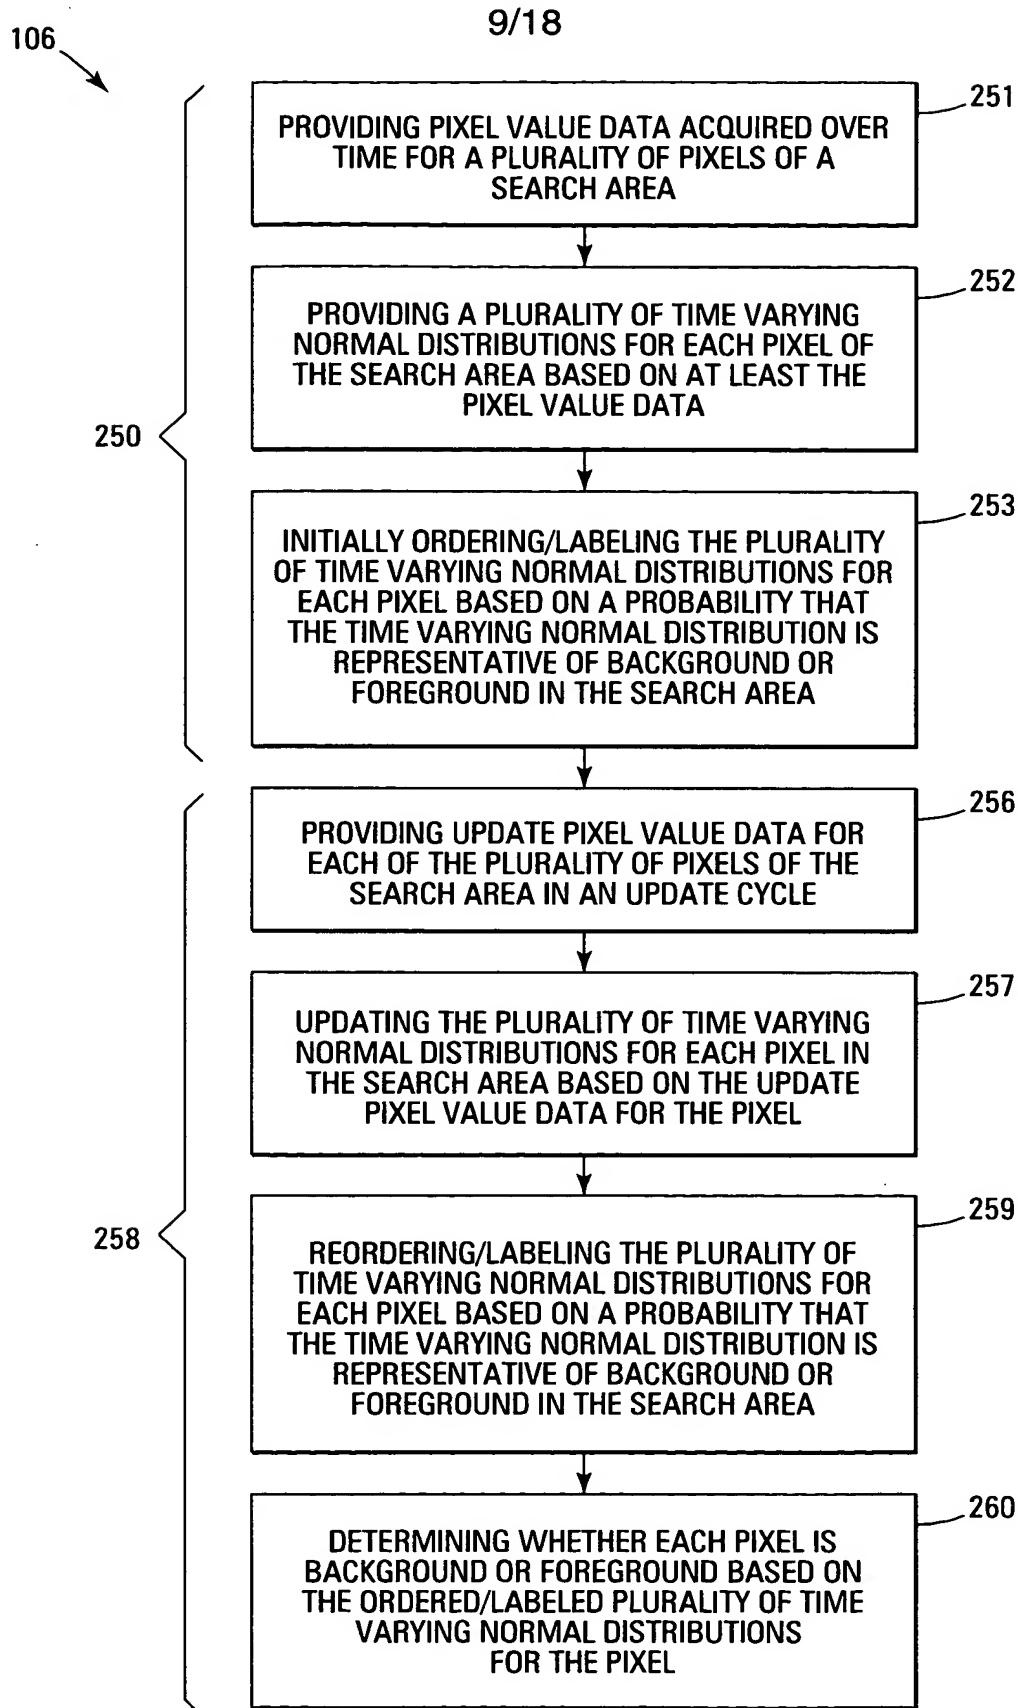 9/18
106
251
PROVIDING PIXEL VALUE DATA ACQUIRED OVER
TIME FOR A PLURALITY OF PIXELS OF A
SEARCH AREA
252
PROVIDING A PLURALITY OF TIME VARYING
NORMAL DISTRIBUTIONS FOR EACH PIXEL OF
THE SEARCH AREA BASED ON AT LEAST THE
PIXEL VALUE DATA
250
253
INITIALLY ORDERING/LABELING THE PLURALITY
OF TIME VARYING NORMAL DISTRIBUTIONS FOR
EACH PIXEL BASED ON A PROBABILITY THAT
THE TIME VARYING NORMAL DISTRIBUTION IS
REPRESENTATIVE OF BACKGROUND OR
FOREGROUND IN THE SEARCH AREA
256
PROVIDING UPDATE PIXEL VALUE DATA FOR
EACH OF THE PLURALITY OF PIXELS OF THE
SEARCH AREA IN AN UPDATE CYCLE
257
UPDATING THE PLURALITY OF TIME VARYING
NORMAL DISTRIBUTIONS FOR EACH PIXEL IN
THE SEARCH AREA BASED ON THE UPDATE
PIXEL VALUE DATA FOR THE PIXEL
258
259
REORDERING/LABELING THE PLURALITY OF
TIME VARYING NORMAL DISTRIBUTIONS FOR
EACH PIXEL BASED ON A PROBABILITY THAT
THE TIME VARYING NORMAL DISTRIBUTION IS
REPRESENTATIVE OF BACKGROUND OR
FOREGROUND IN THE SEARCH AREA
260
DETERMINING WHETHER EACH PIXEL IS
BACKGROUND OR FOREGROUND BASED ON
THE ORDERED/LABELED PLURALITY OF TIME
VARYING NORMAL DISTRIBUTIONS
FOR THE PIXEL